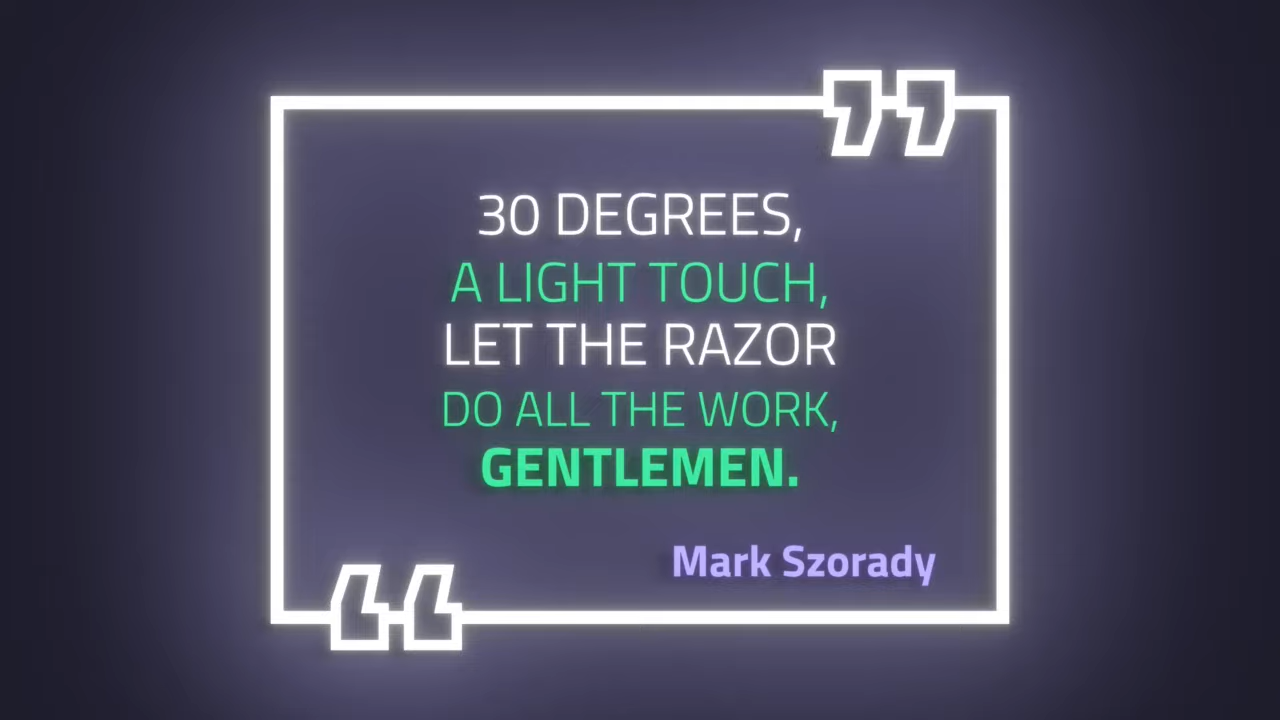 30 DEGREES,
A LIGHT TOUCH,
LET THE RAZOR
DO ALL THE WORK,
GENTLEMEN.
Mark Szorady